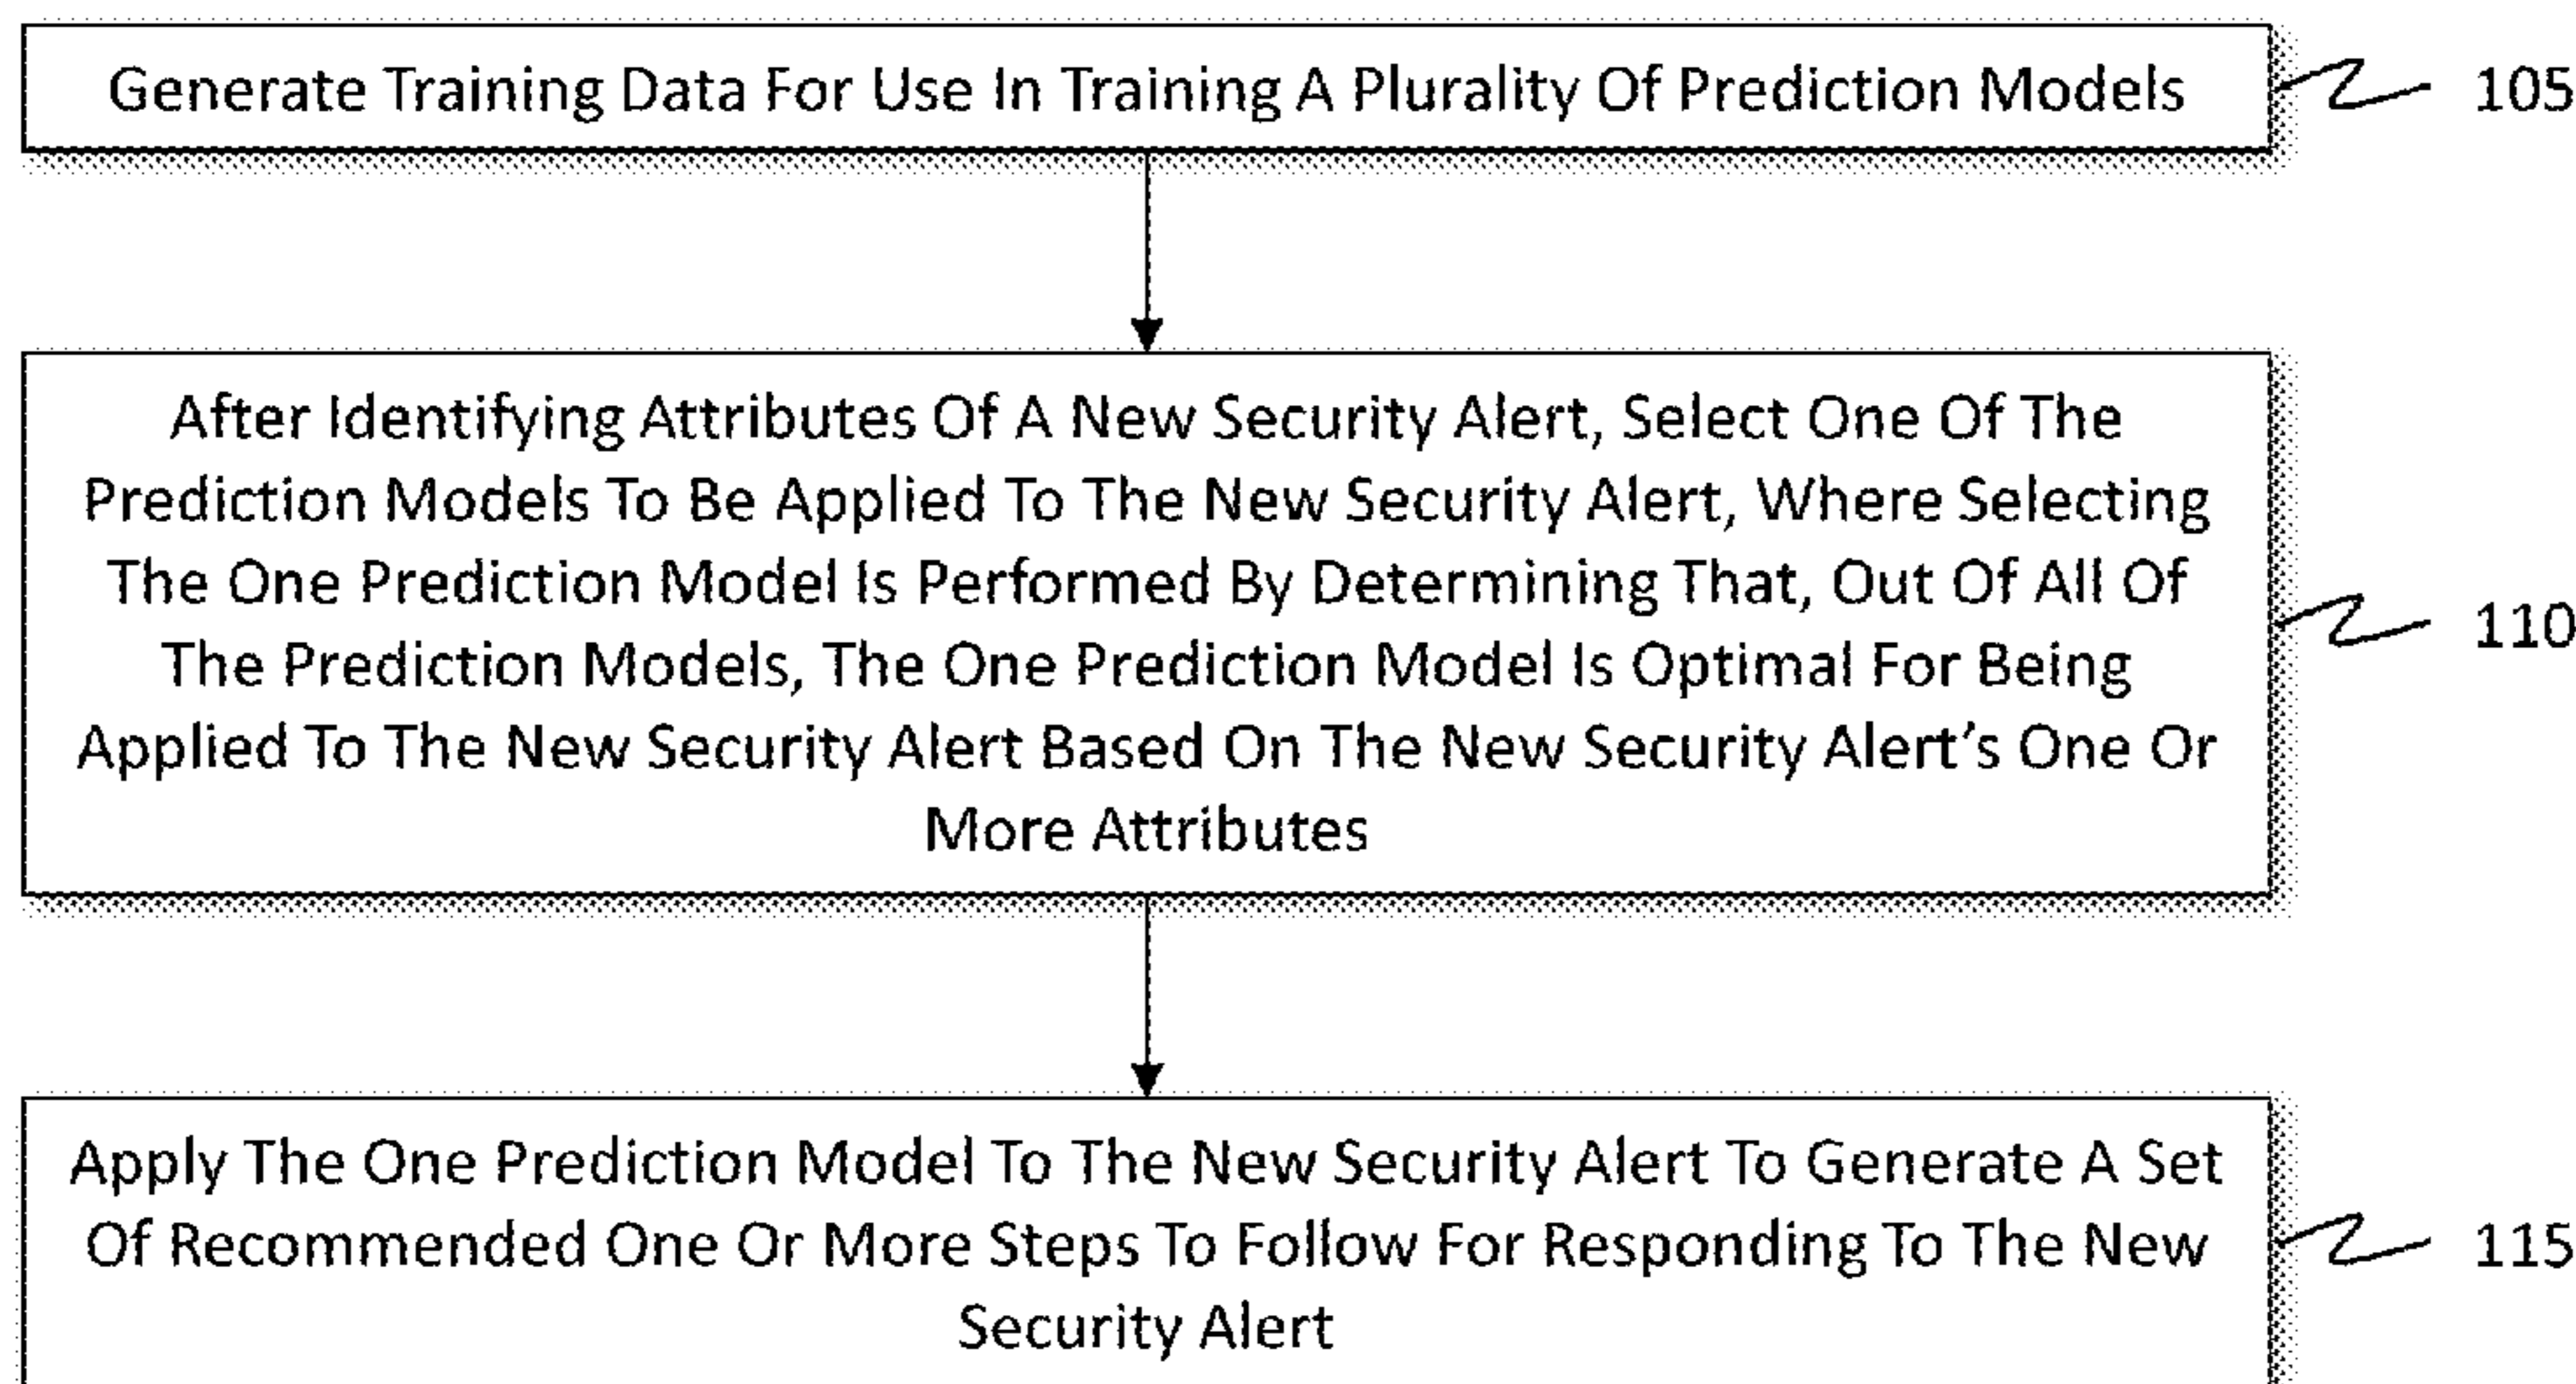 Generate Training Data For Use In Training A Plurality Of Prediction Models
105
After Identifying Attributes Of A New Security Alert, Select One Of The
Prediction Models To Be Applied To The New Security Alert, Where Selecting
The One Prediction Model Is Performed By Determining That, Out Of All Of
The Prediction Models, The One Prediction Model Is Optimal For Being
Applied To The New Security Alert Based On The New Security Alert's One Or
More Attributes
110
Apply The One Prediction Model To The New Security Alert To Generate A Set
Of Recommended One Or More Steps To Follow For Responding To The New
Security Alert
115